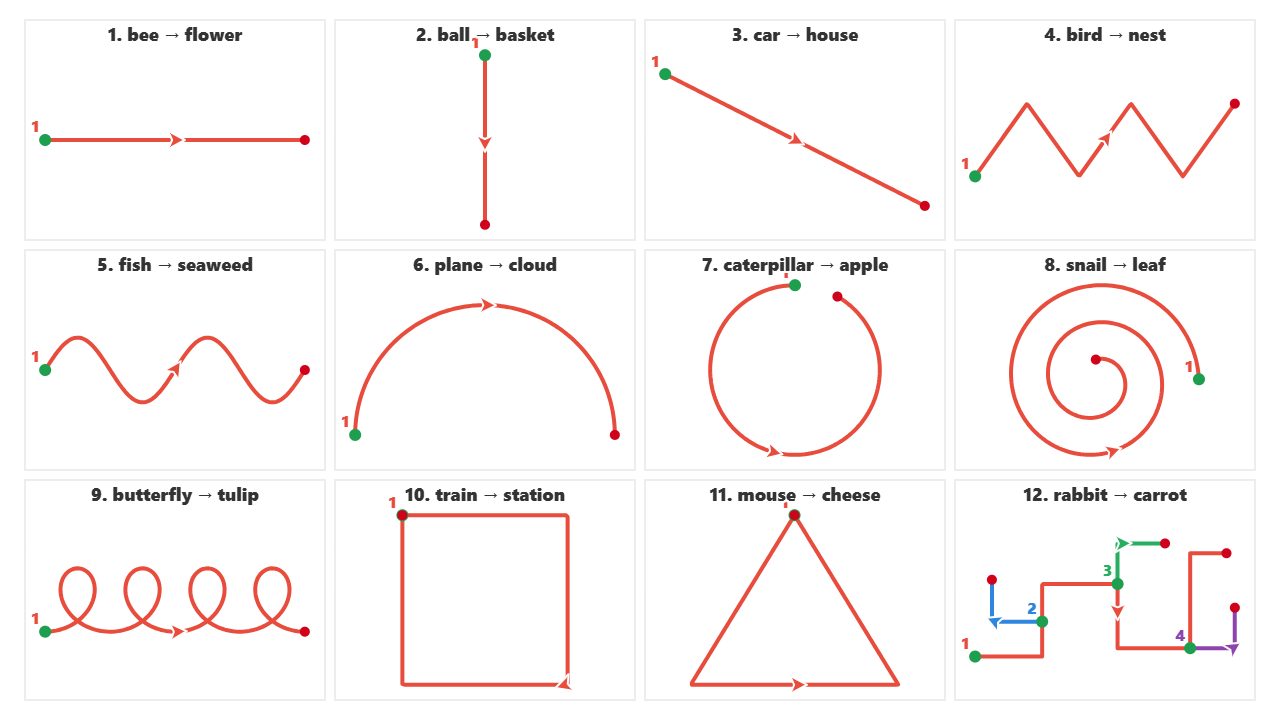 1. bee → flower
2. ball → basket
3. car → house
4. bird → nest
1
1
1
1
5. fish → seaweed
6. plane → cloud
7. caterpillar → apple
8. snail → leaf
1
1
1
9. butterfly → tulip
10. train → station
11. mouse → cheese
12. rabbit → carrot
1
1
1
2
3
4